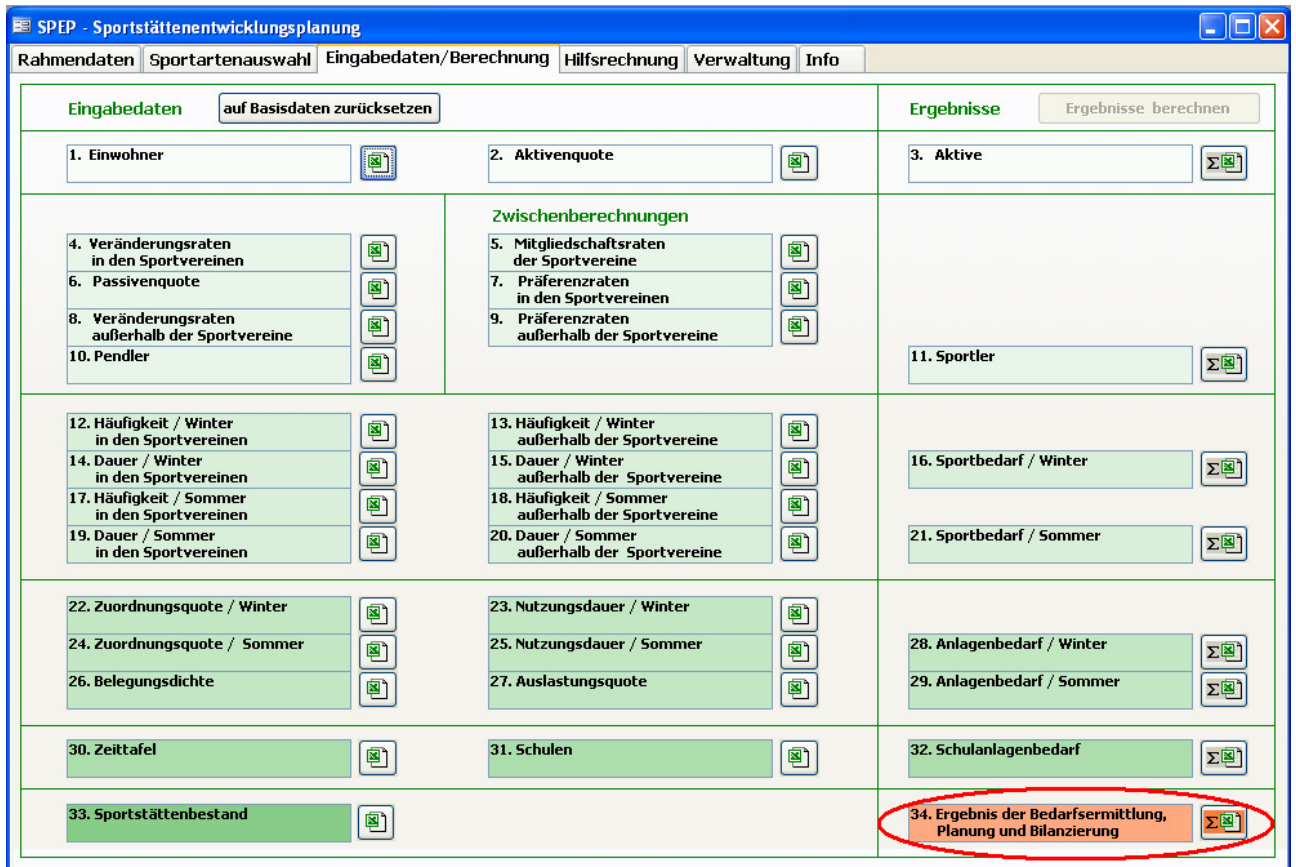 SPEP - Sportstättenentwicklungsplanung
Rahmendaten Sportartenauswahl Eingabedaten/Berechnung Hilfsrechnung Verwaltung Info
Eingabedaten auf Basisdaten zurücksetzen Ergebnisse Ergebnisse berechnen
1. Einwohner 2. Aktivenquote 3. Aktive Σ
Zwischenberechnungen
4. Veränderungsraten
in den Sportvereinen
5. Mitgliedschaftsraten
der Sportvereine
6. Passivenquote
7. Präferenzraten
in den Sportvereinen
8. Veränderungsraten
außerhalb der Sportvereine
9. Präferenzraten
außerhalb der Sportvereine
10. Pendler 11. Sportler Σ
12. Häufigkeit / Winter
in den Sportvereinen
13. Häufigkeit / Winter
außerhalb der Sportvereine
14. Dauer / Winter
in den Sportvereinen
15. Dauer / Winter
außerhalb der Sportvereine
16. Sportbedarf / Winter Σ
17. Häufigkeit / Sommer
in den Sportvereinen
18. Häufigkeit / Sommer
außerhalb der Sportvereine
19. Dauer / Sommer
in den Sportvereinen
20. Dauer / Sommer
außerhalb der Sportvereine
21. Sportbedarf / Sommer Σ
22. Zuordnungsquote / Winter 23. Nutzungsdauer / Winter
24. Zuordnungsquote / Sommer 25. Nutzungsdauer / Sommer 28. Anlagenbedarf / Winter Σ
26. Belegungsdichte 27. Auslastungsquote 29. Anlagenbedarf / Sommer Σ
30. Zeittafel 31. Schulen 32. Schulanlagenbedarf Σ
33. Sportstättenbestand
34. Ergebnis der Bedarfsermittlung,
Planung und Bilanzierung Σ